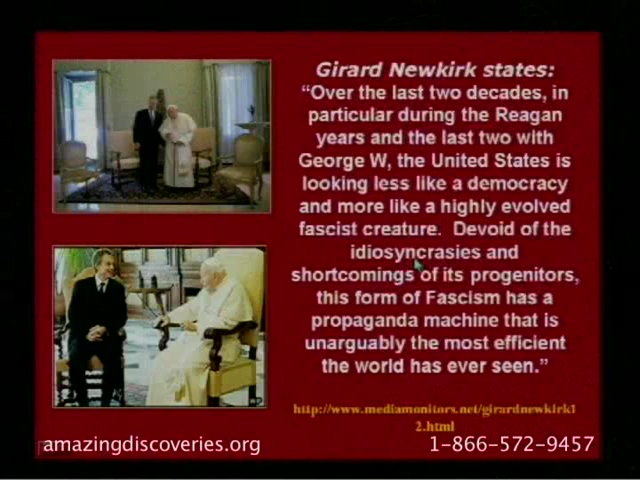 Girard Newkirk states:
“Over the last two decades, in
particular during the Reagan
years and the last two with
George W, the United States is
looking less like a democracy
and more like a highly evolved
fascist creature. Devoid of the
idiosyncrasies and
shortcomings of its progenitors,
this form of Fascism has a
propaganda machine that is
unarguably the most efficient
the world has ever seen.”
http://www.mediamonitors.net/girardnewkirk1
2.html
amazingdiscoveries.org
1-866-572-9457